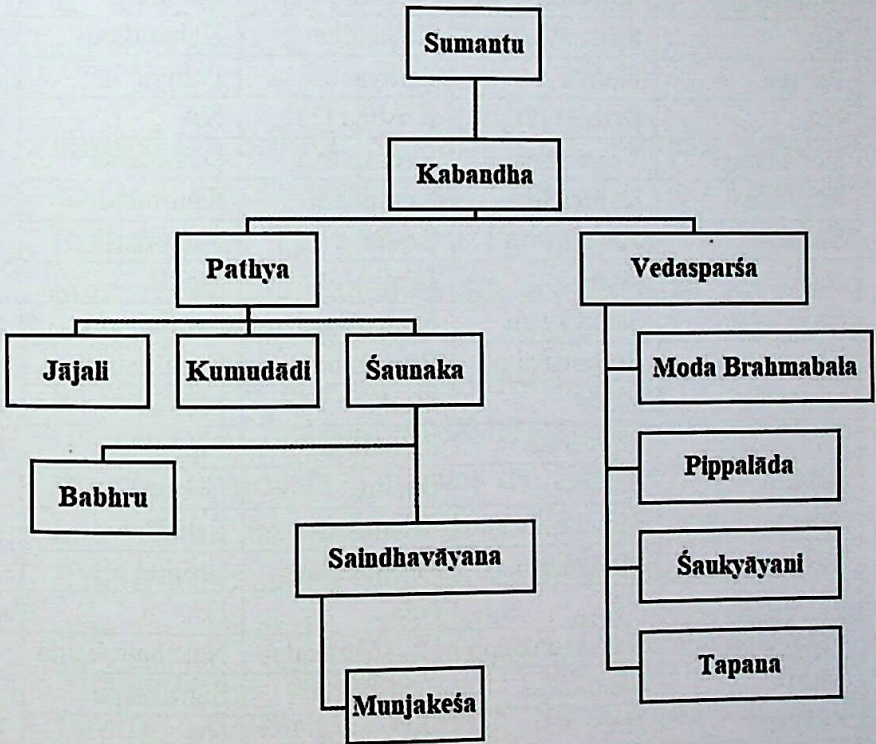 Sumantu
Kabandha
Pathya
Vedasparśa
Jājali
Kumudādi
Śaunaka
Moda Brahmabala
Babhru
Pippalāda
Saindhavāyana
Śaukyāyani
Munjakeśa
Tapana